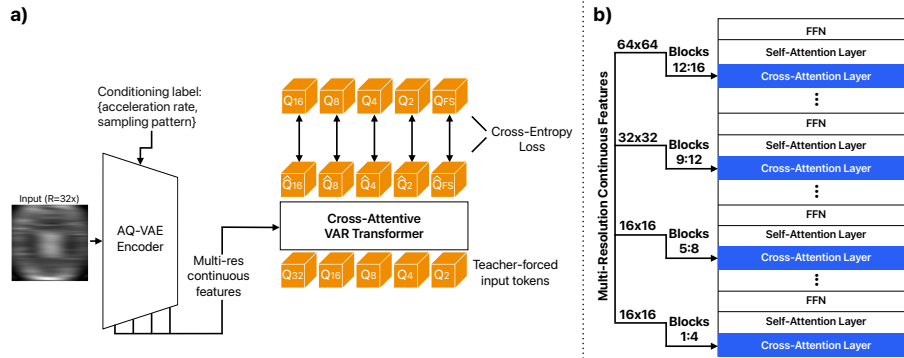 a)
Conditioning label:
{acceleration rate,
sampling pattern}
Input (R=32x)
AQ-VAE
Encoder
Multi-res
continuous
features
Q16 Q8 Q4 Q2 QFS
Cross-Entropy
Loss
Q̂16 Q̂8 Q̂4 Q̂2 Q̂FS
Cross-Attentive
VAR Transformer
Q32 Q16 Q8 Q4 Q2
Teacher-forced
input tokens
b)
Multi-Resolution Continuous Features
64x64
Blocks
12:16
FFN
Self-Attention Layer
Cross-Attention Layer
32x32
Blocks
9:12
FFN
Self-Attention Layer
Cross-Attention Layer
16x16
Blocks
5:8
FFN
Self-Attention Layer
Cross-Attention Layer
16x16
Blocks
1:4
FFN
Self-Attention Layer
Cross-Attention Layer